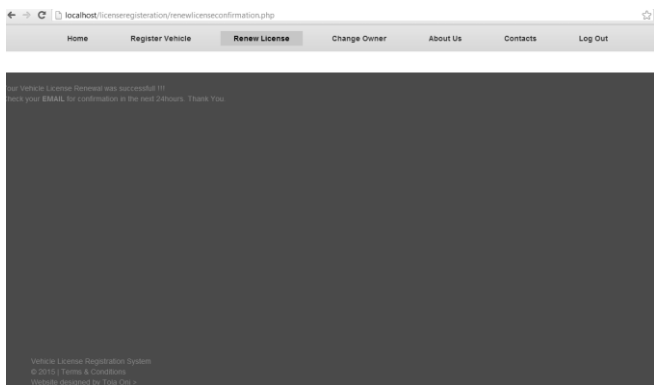 localhost/licenseregisteration/renewlicenseconfirmation.php
Home Register Vehicle Renew License Change Owner About Us Contacts Log Out
our Vehicle License Renewal was successfull !!!
heck your EMAIL for confirmation in the next 24hours. Thank You
Vehicle License Registration System
© 2015 | Terms & Conditions
Website designed by Tola Om >